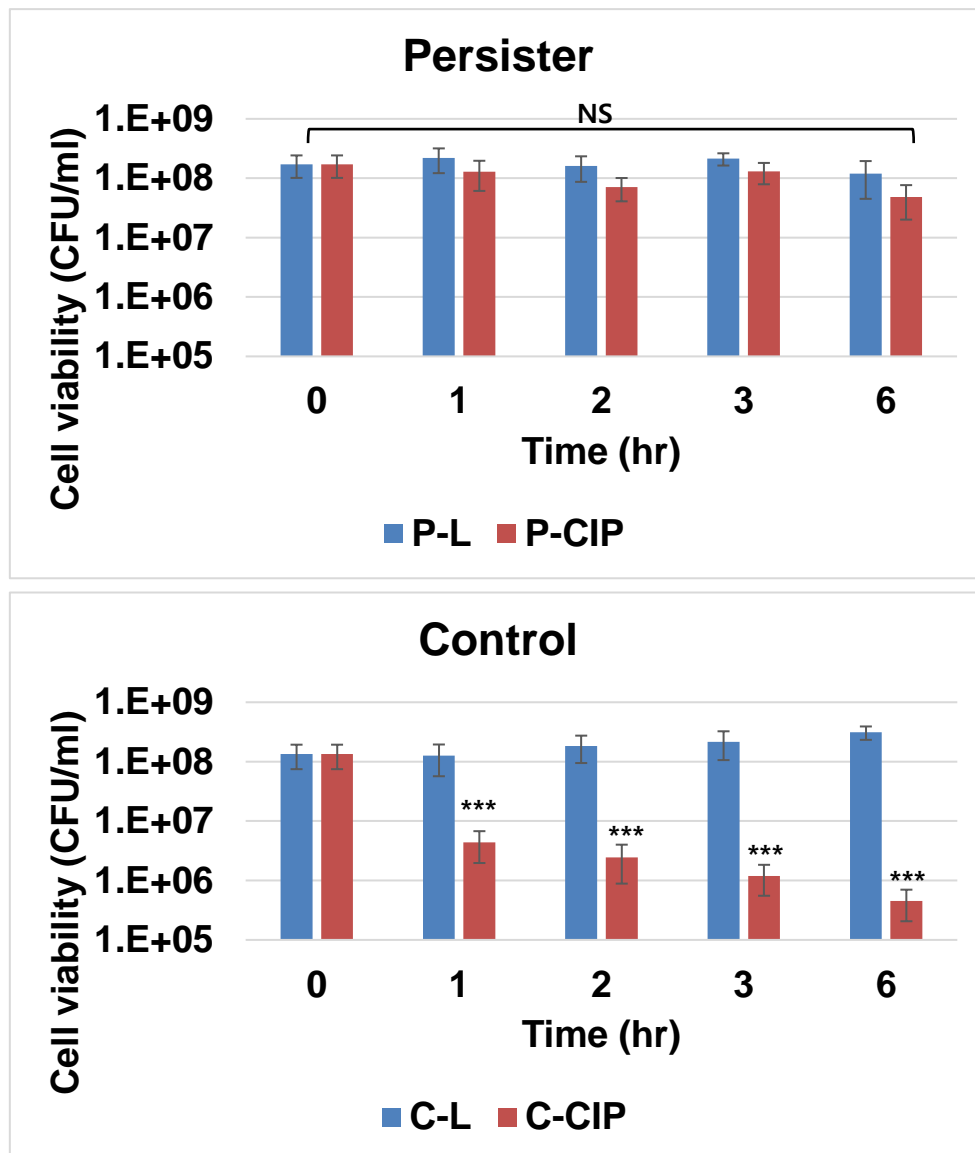 Persister
NS
1.E+09
1.E+08
1.E+07
1.E+06
1.E+05
Cell viability (CFU/ml)
0 1 2 3 6
Time (hr)
P-L P-CIP
Control
1.E+09
1.E+08
1.E+07
1.E+06
1.E+05
Cell viability (CFU/ml)
***
***
***
***
0 1 2 3 6
Time (hr)
C-L C-CIP